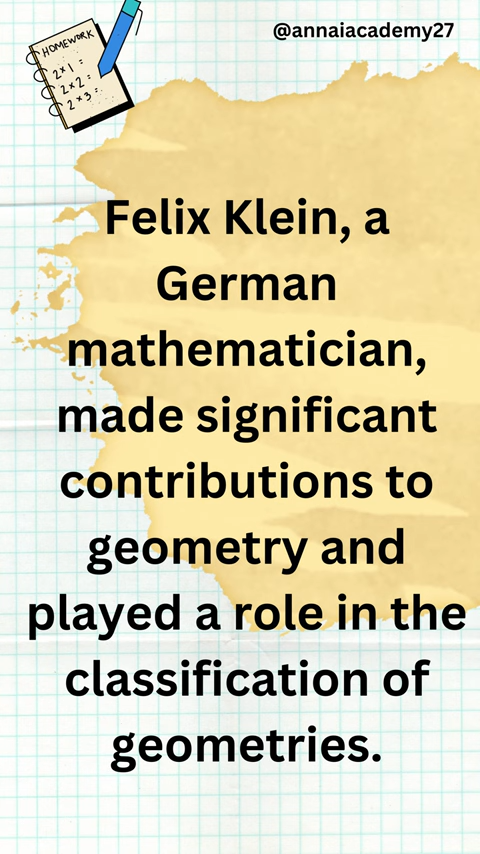 @annaiacademy27
HOMEWORK
2×1 =
2×2 =
2×3 =
Felix Klein, a
German
mathematician,
made significant
contributions to
geometry and
played a role in the
classification of
geometries.